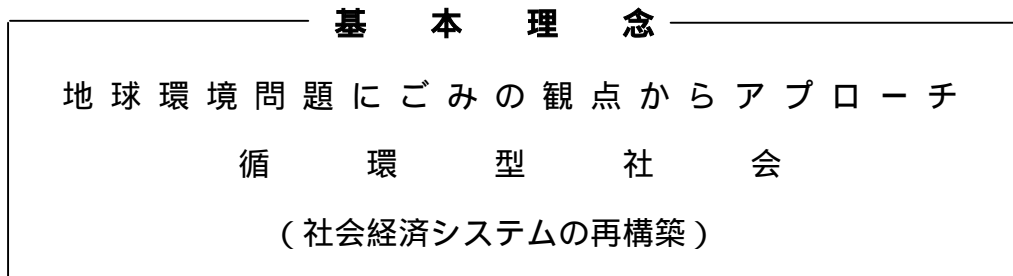 基本理念
地球環境問題にごみの観点からアプローチ
循環型社会
(社会経済システムの再構築)